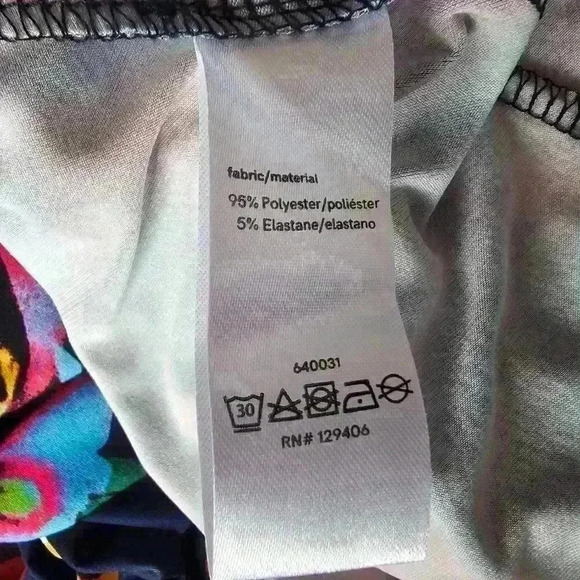 fabric/material
95% Polyester/poliéster
5% Elastane/elastano
640031
30
RN# 129406